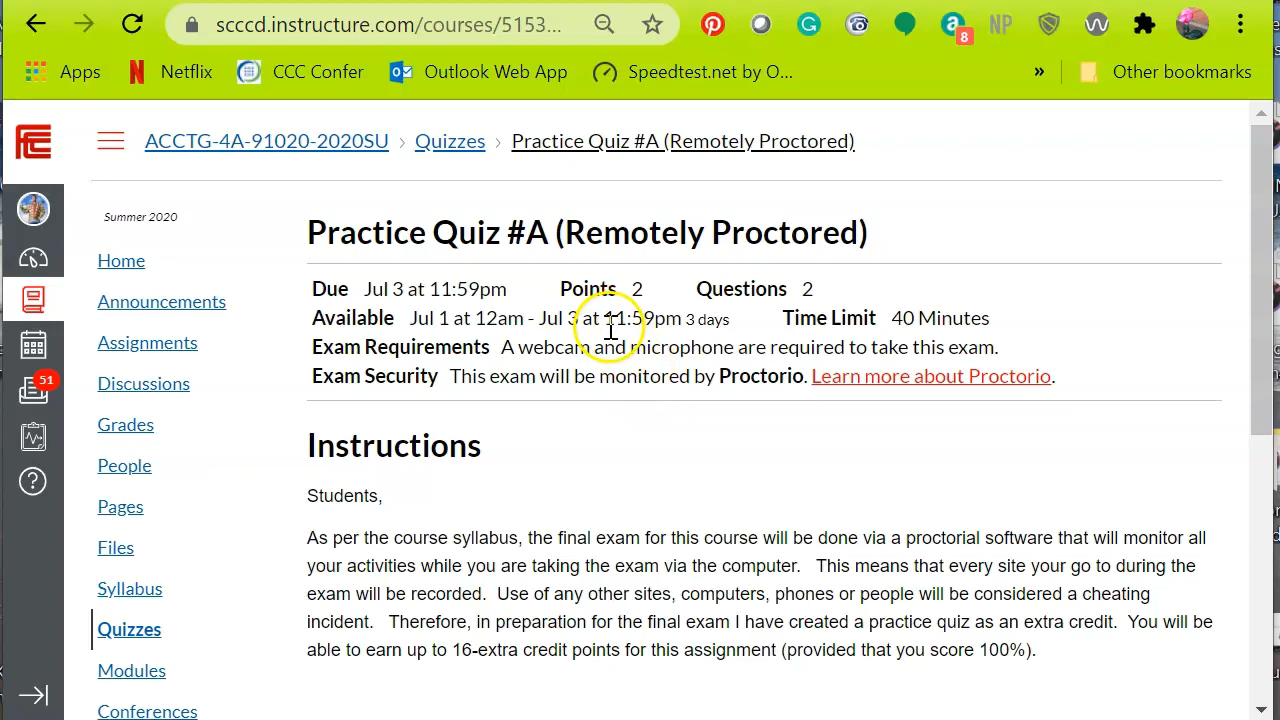 scccd.instructure.com/courses/5153...
8
NP
Apps
Netflix
CCC Confer
Outlook Web App
Speedtest.net by O...
»
Other bookmarks
ACCTG-4A-91020-2020SU › Quizzes › Practice Quiz #A (Remotely Proctored)
Summer 2020
Home
Announcements
Assignments
Discussions
51
Grades
People
Pages
Files
Syllabus
Quizzes
Modules
Conferences
Practice Quiz #A (Remotely Proctored)
Due Jul 3 at 11:59pm Points 2 Questions 2
Available Jul 1 at 12am - Jul 3 at 11:59pm 3 days Time Limit 40 Minutes
Exam Requirements A webcam and microphone are required to take this exam.
Exam Security This exam will be monitored by Proctorio. Learn more about Proctorio.
Instructions
Students,
As per the course syllabus, the final exam for this course will be done via a proctorial software that will monitor all
your activities while you are taking the exam via the computer. This means that every site your go to during the
exam will be recorded. Use of any other sites, computers, phones or people will be considered a cheating
incident. Therefore, in preparation for the final exam I have created a practice quiz as an extra credit. You will be
able to earn up to 16-extra credit points for this assignment (provided that you score 100%).